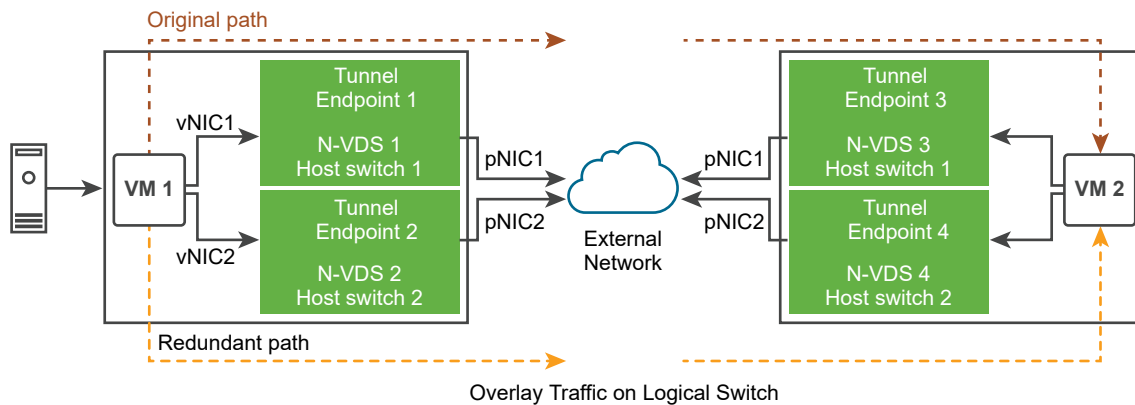 Original path
Tunnel
Endpoint 1
N-VDS 1
Host switch 1
vNIC1
VM 1
vNIC2
Tunnel
Endpoint 2
N-VDS 2
Host switch 2
pNIC1
pNIC2
External
Network
pNIC1
pNIC2
Tunnel
Endpoint 3
N-VDS 3
Host switch 1
Tunnel
Endpoint 4
N-VDS 4
Host switch 2
VM 2
Redundant path
Overlay Traffic on Logical Switch